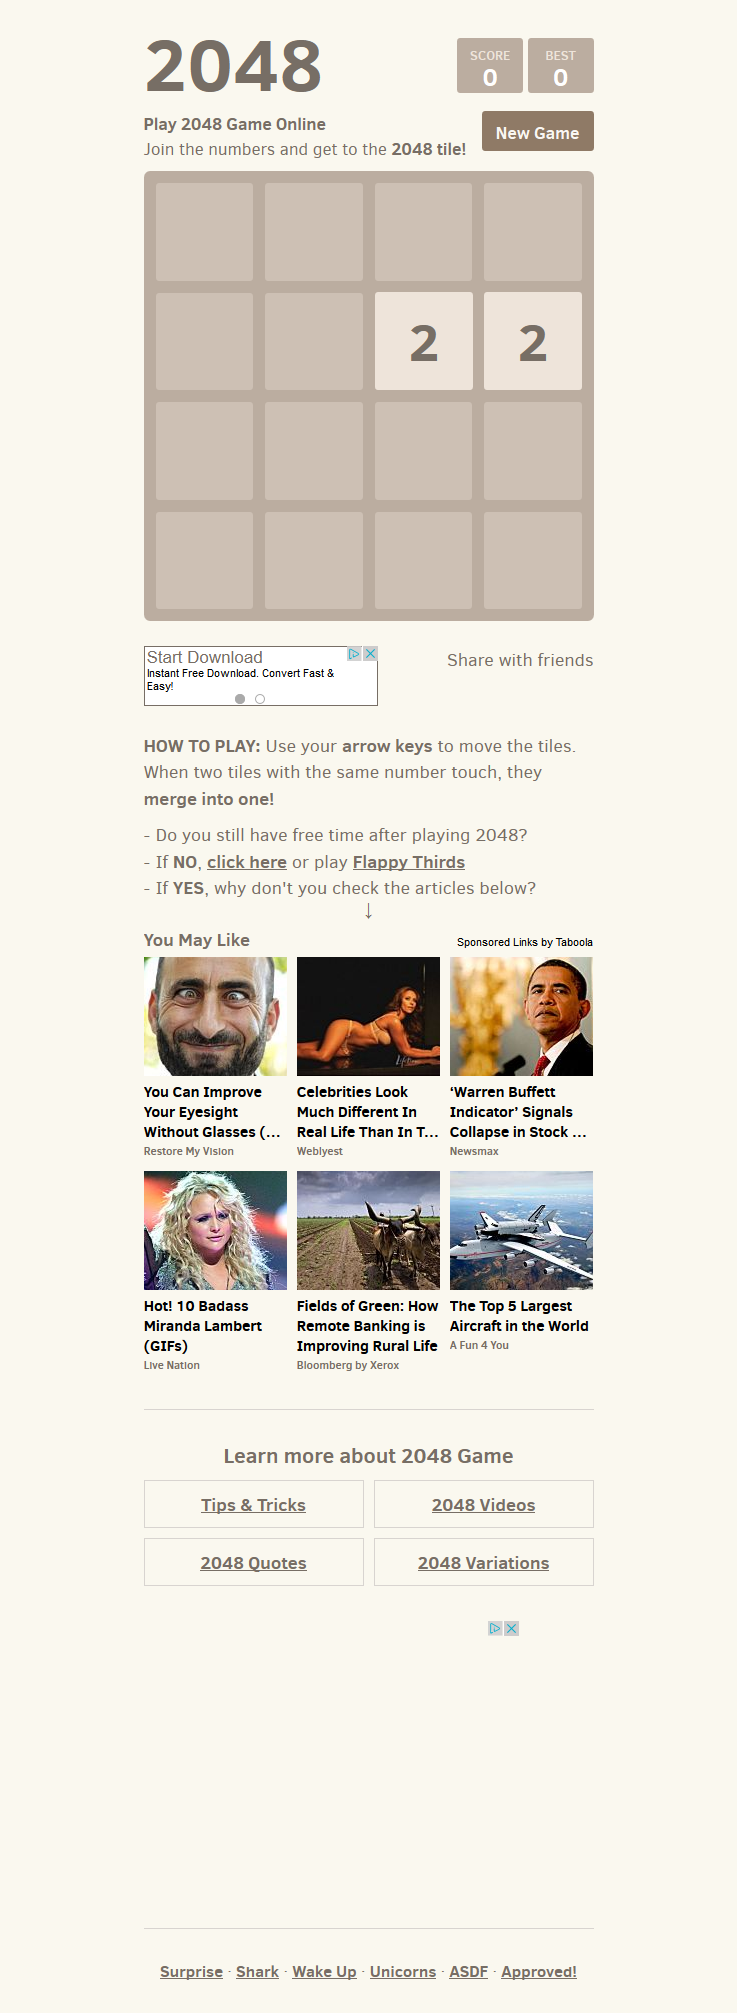 2048
SCORE
0
BEST
0
Play 2048 Game Online
Join the numbers and get to the 2048 tile!
New Game
2
2
Start Download
Instant Free Download. Convert Fast &
Easy!
Share with friends
HOW TO PLAY: Use your arrow keys to move the tiles.
When two tiles with the same number touch, they
merge into one!
- Do you still have free time after playing 2048?
- If NO, click here or play Flappy Thirds
- If YES, why don't you check the articles below?
↓
You May Like
Sponsored Links by Taboola
You Can Improve
Your Eyesight
Without Glasses (...
Restore My Vision
Celebrities Look
Much Different In
Real Life Than In T...
Weblyest
‘Warren Buffett
Indicator’ Signals
Collapse in Stock ...
Newsmax
Hot! 10 Badass
Miranda Lambert
(GIFs)
Live Nation
Fields of Green: How
Remote Banking is
Improving Rural Life
Bloomberg by Xerox
The Top 5 Largest
Aircraft in the World
A Fun 4 You
Learn more about 2048 Game
Tips & Tricks
2048 Videos
2048 Quotes
2048 Variations
Surprise · Shark · Wake Up · Unicorns · ASDF · Approved!